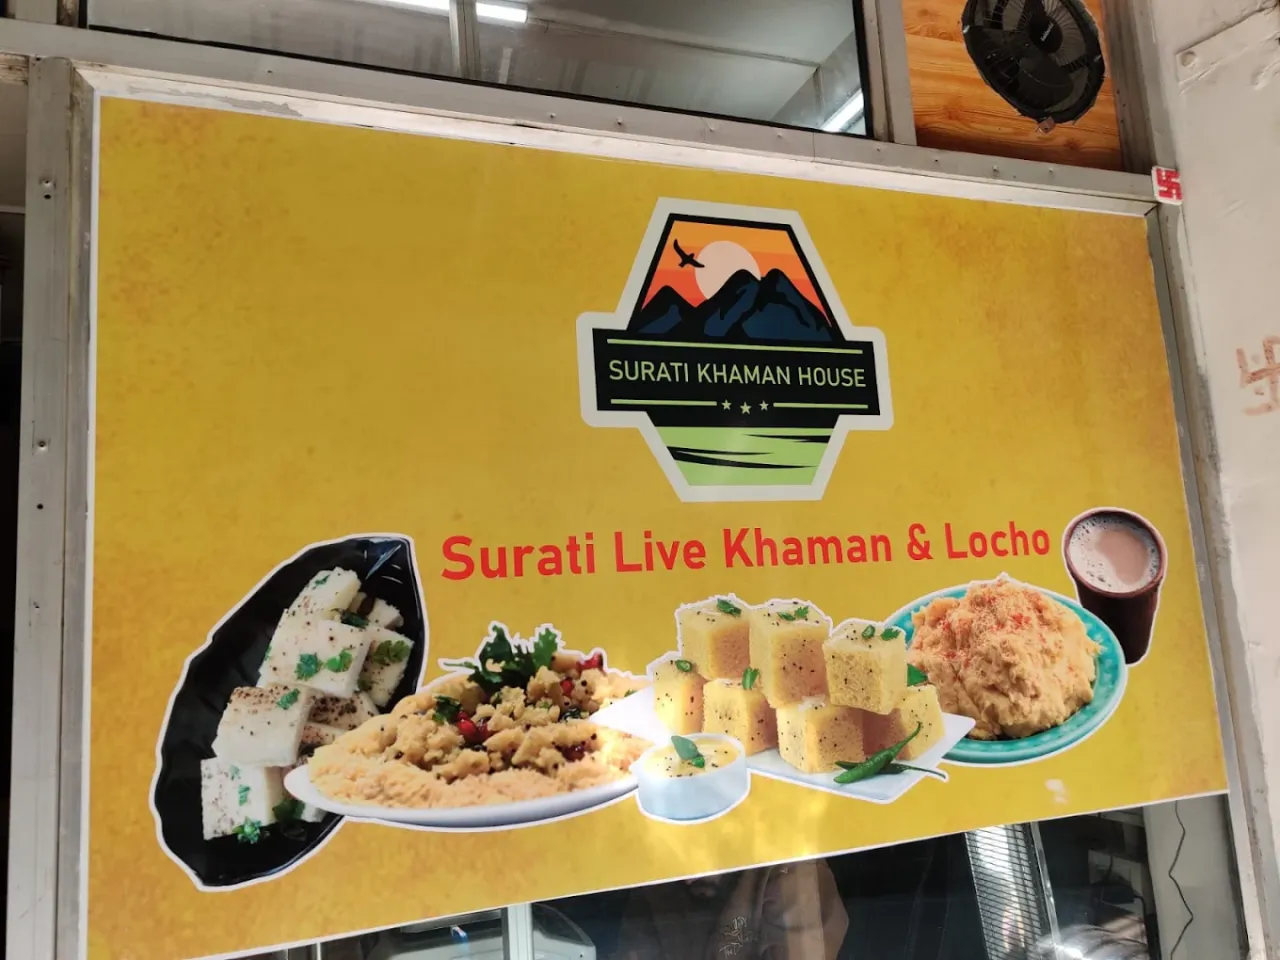 SURATI KHAMAN HOUSE
Surati Live Khaman & Locho